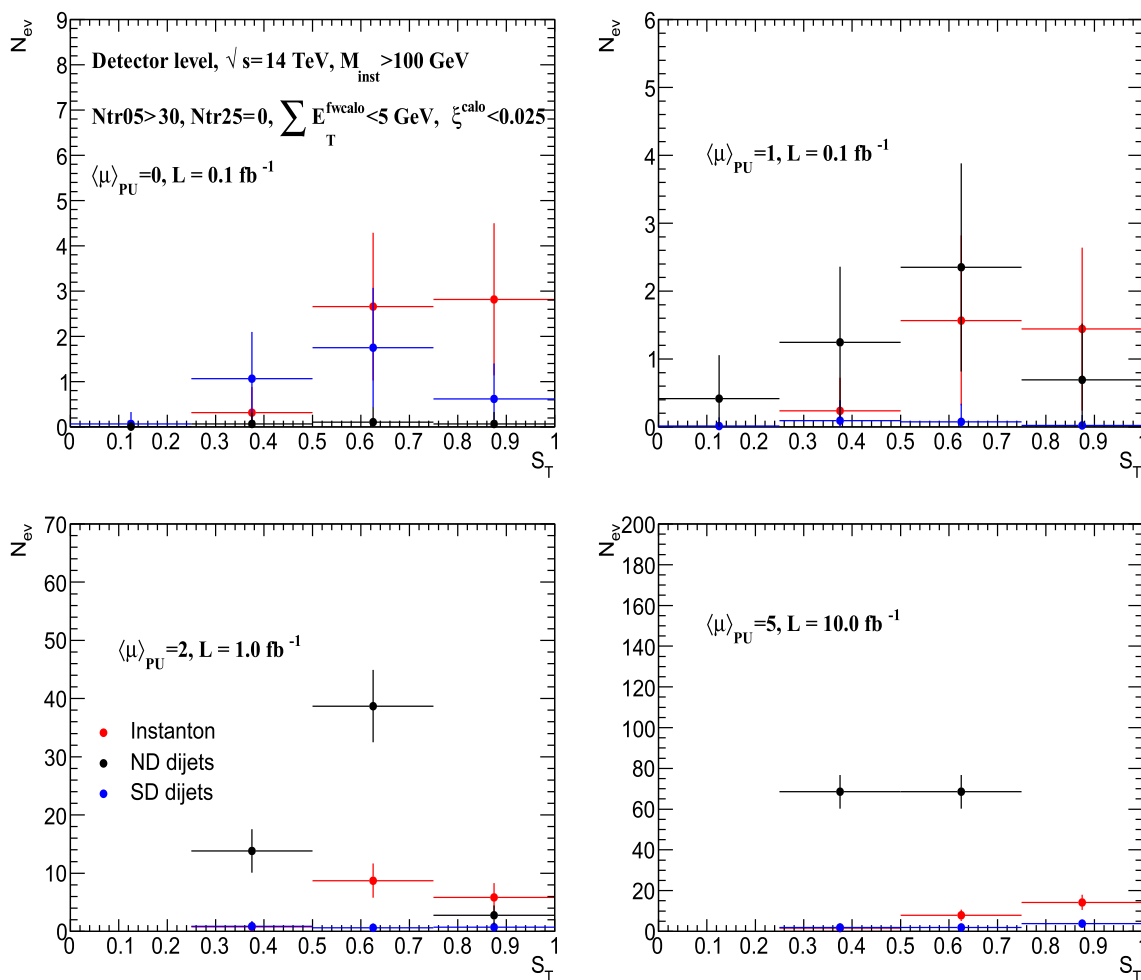 N_ev
9
8
7
6
5
4
3
2
1
0
Detector level, √ s=14 TeV, M_inst >100 GeV
Ntr05>30, Ntr25=0, ∑ E_T^fwcalo<5 GeV, ξ^calo<0.025
⟨μ⟩_PU=0, L = 0.1 fb^-1
0 0.1 0.2 0.3 0.4 0.5 0.6 0.7 0.8 0.9 1
S_T
N_ev
6
5
4
3
2
1
0
⟨μ⟩_PU=1, L = 0.1 fb^-1
0 0.1 0.2 0.3 0.4 0.5 0.6 0.7 0.8 0.9 1
S_T
N_ev
70
60
50
40
30
20
10
0
⟨μ⟩_PU=2, L = 1.0 fb^-1
Instanton
ND dijets
SD dijets
0 0.1 0.2 0.3 0.4 0.5 0.6 0.7 0.8 0.9 1
S_T
N_ev
200
180
160
140
120
100
80
60
40
20
0
⟨μ⟩_PU=5, L = 10.0 fb^-1
0 0.1 0.2 0.3 0.4 0.5 0.6 0.7 0.8 0.9 1
S_T